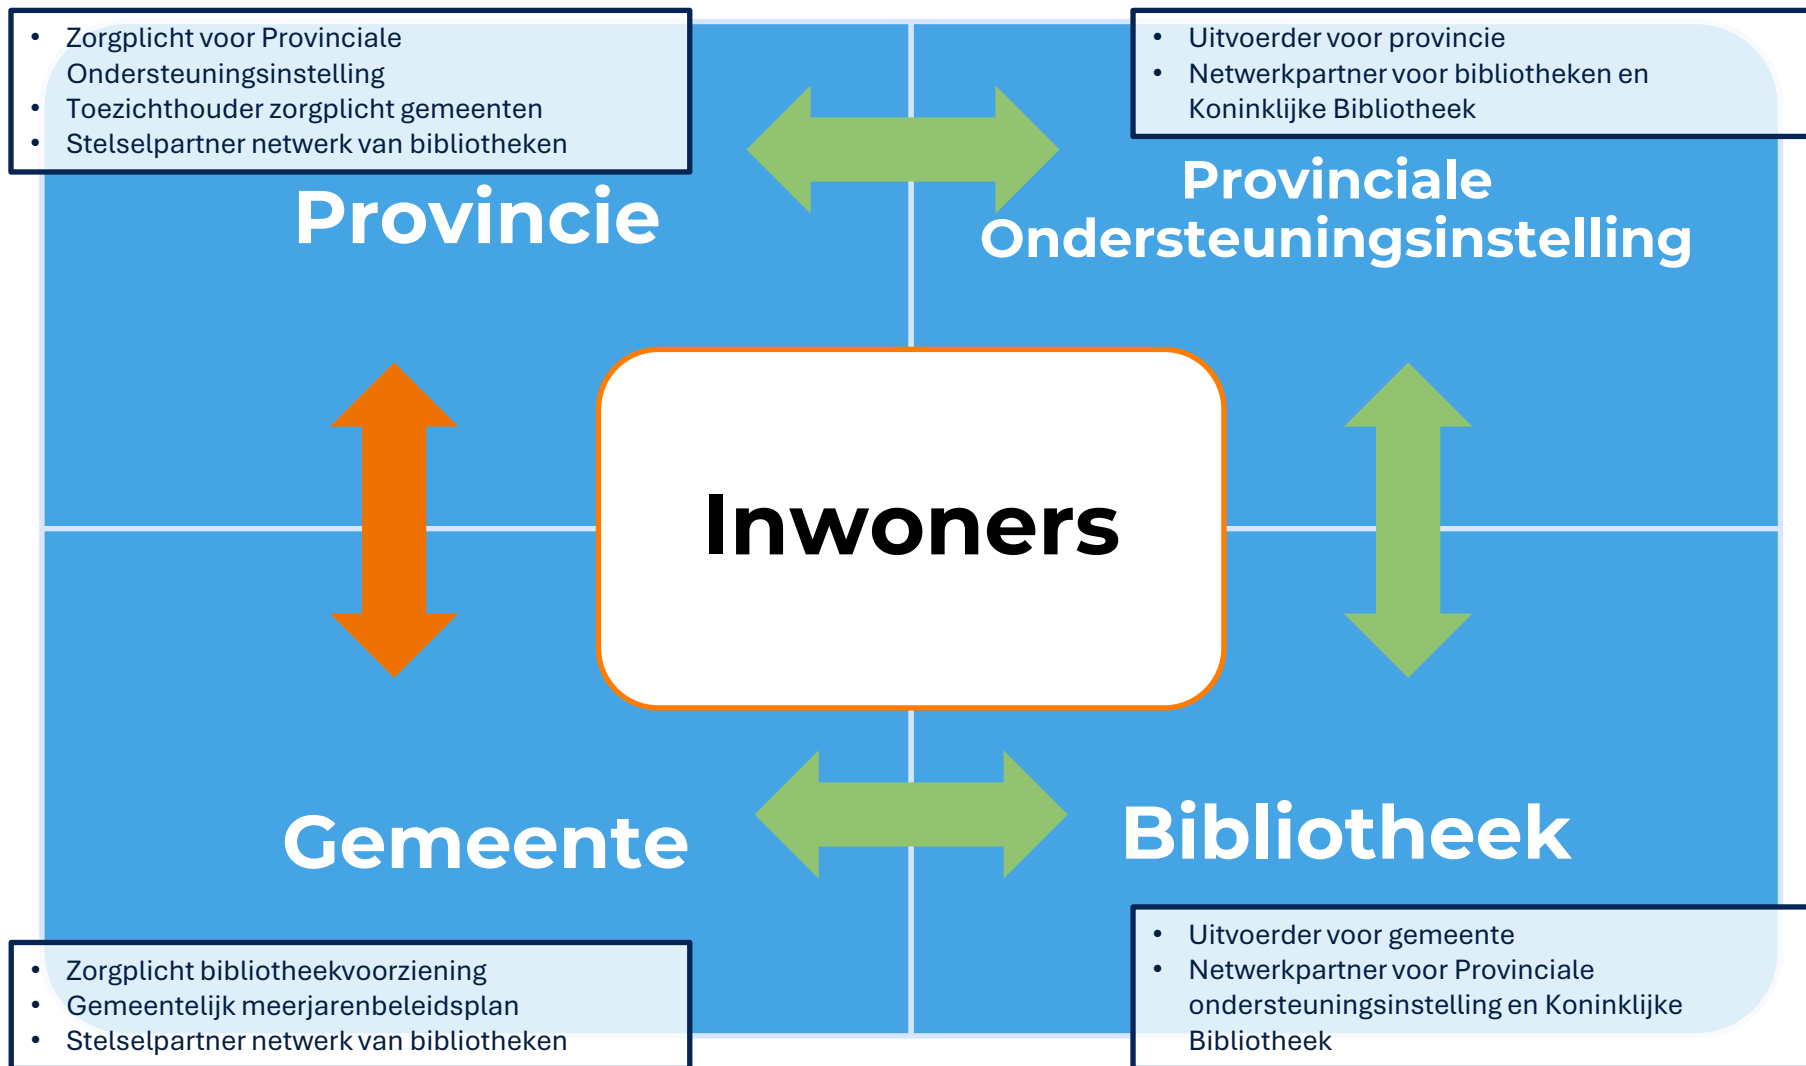 • Zorgplicht voor Provinciale
Ondersteuningsinstelling
• Toezichthouder zorgplicht gemeenten
• Stelselpartner netwerk van bibliotheken
• Uitvoerder voor provincie
• Netwerkpartner voor bibliotheken en
Koninklijke Bibliotheek
Provincie
Provinciale
Ondersteuningsinstelling
Inwoners
Gemeente
Bibliotheek
• Zorgplicht bibliotheekvoorziening
• Gemeentelijk meerjarenbeleidsplan
• Stelselpartner netwerk van bibliotheken
• Uitvoerder voor gemeente
• Netwerkpartner voor Provinciale
ondersteuningsinstelling en Koninklijke
Bibliotheek